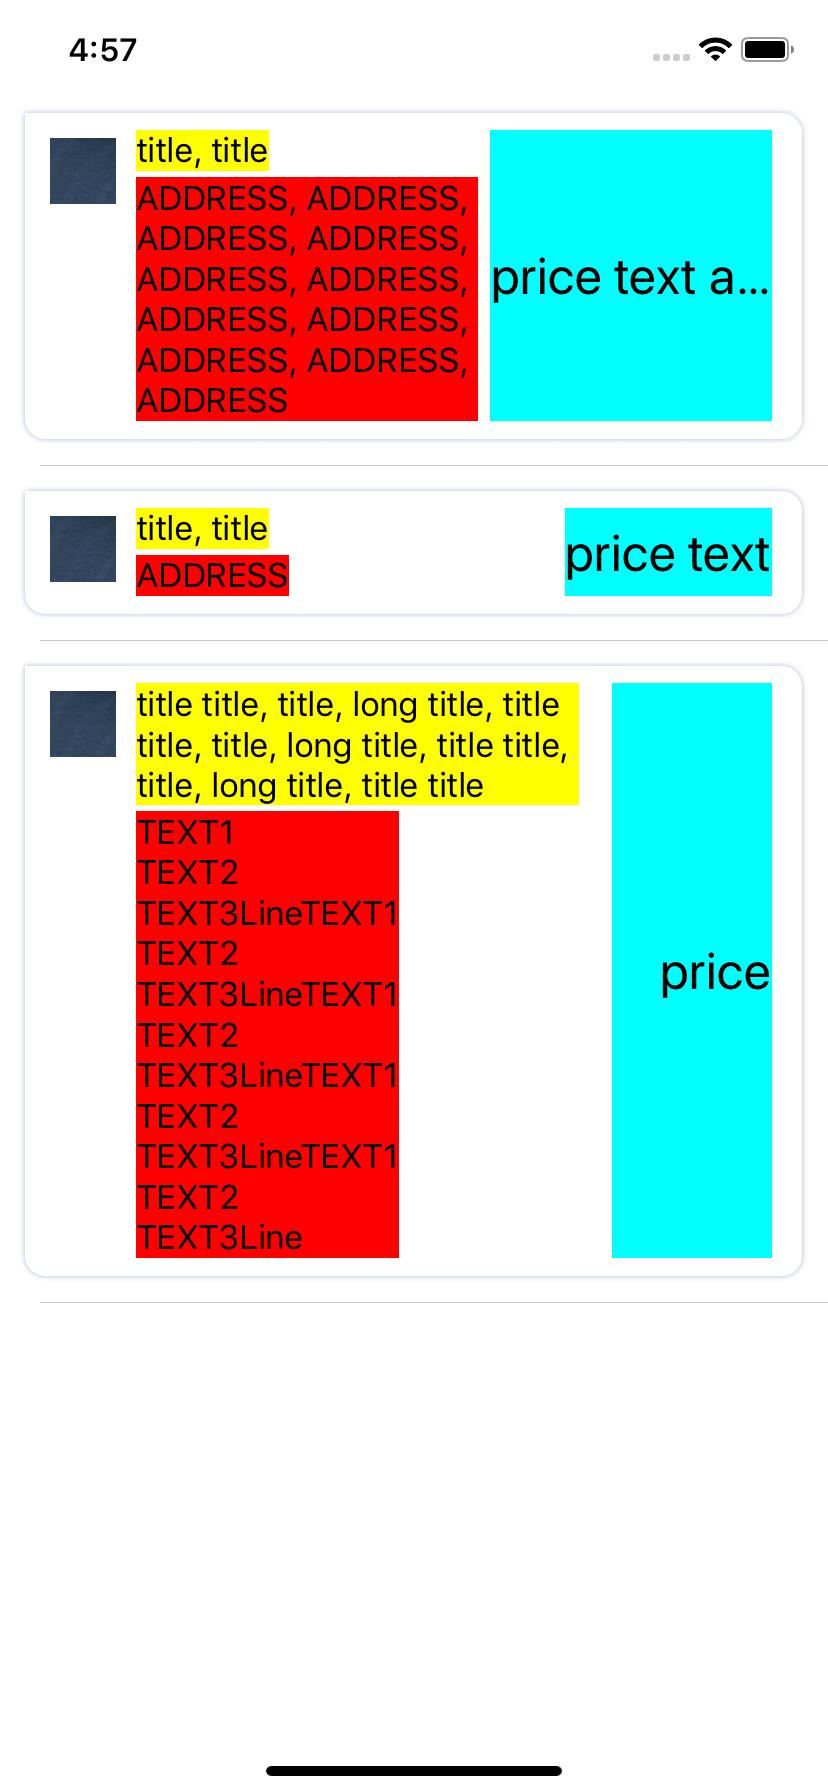 4:57
title, title
ADDRESS, ADDRESS,
ADDRESS, ADDRESS,
ADDRESS, ADDRESS,
ADDRESS, ADDRESS,
ADDRESS, ADDRESS,
ADDRESS
price text a...
title, title
ADDRESS
price text
title title, title, long title, title
title, title, long title, title title,
title, long title, title title
TEXT1
TEXT2
TEXT3LineTEXT1
TEXT2
TEXT3LineTEXT1
TEXT2
TEXT3LineTEXT1
TEXT2
TEXT3LineTEXT1
TEXT2
TEXT3Line
price